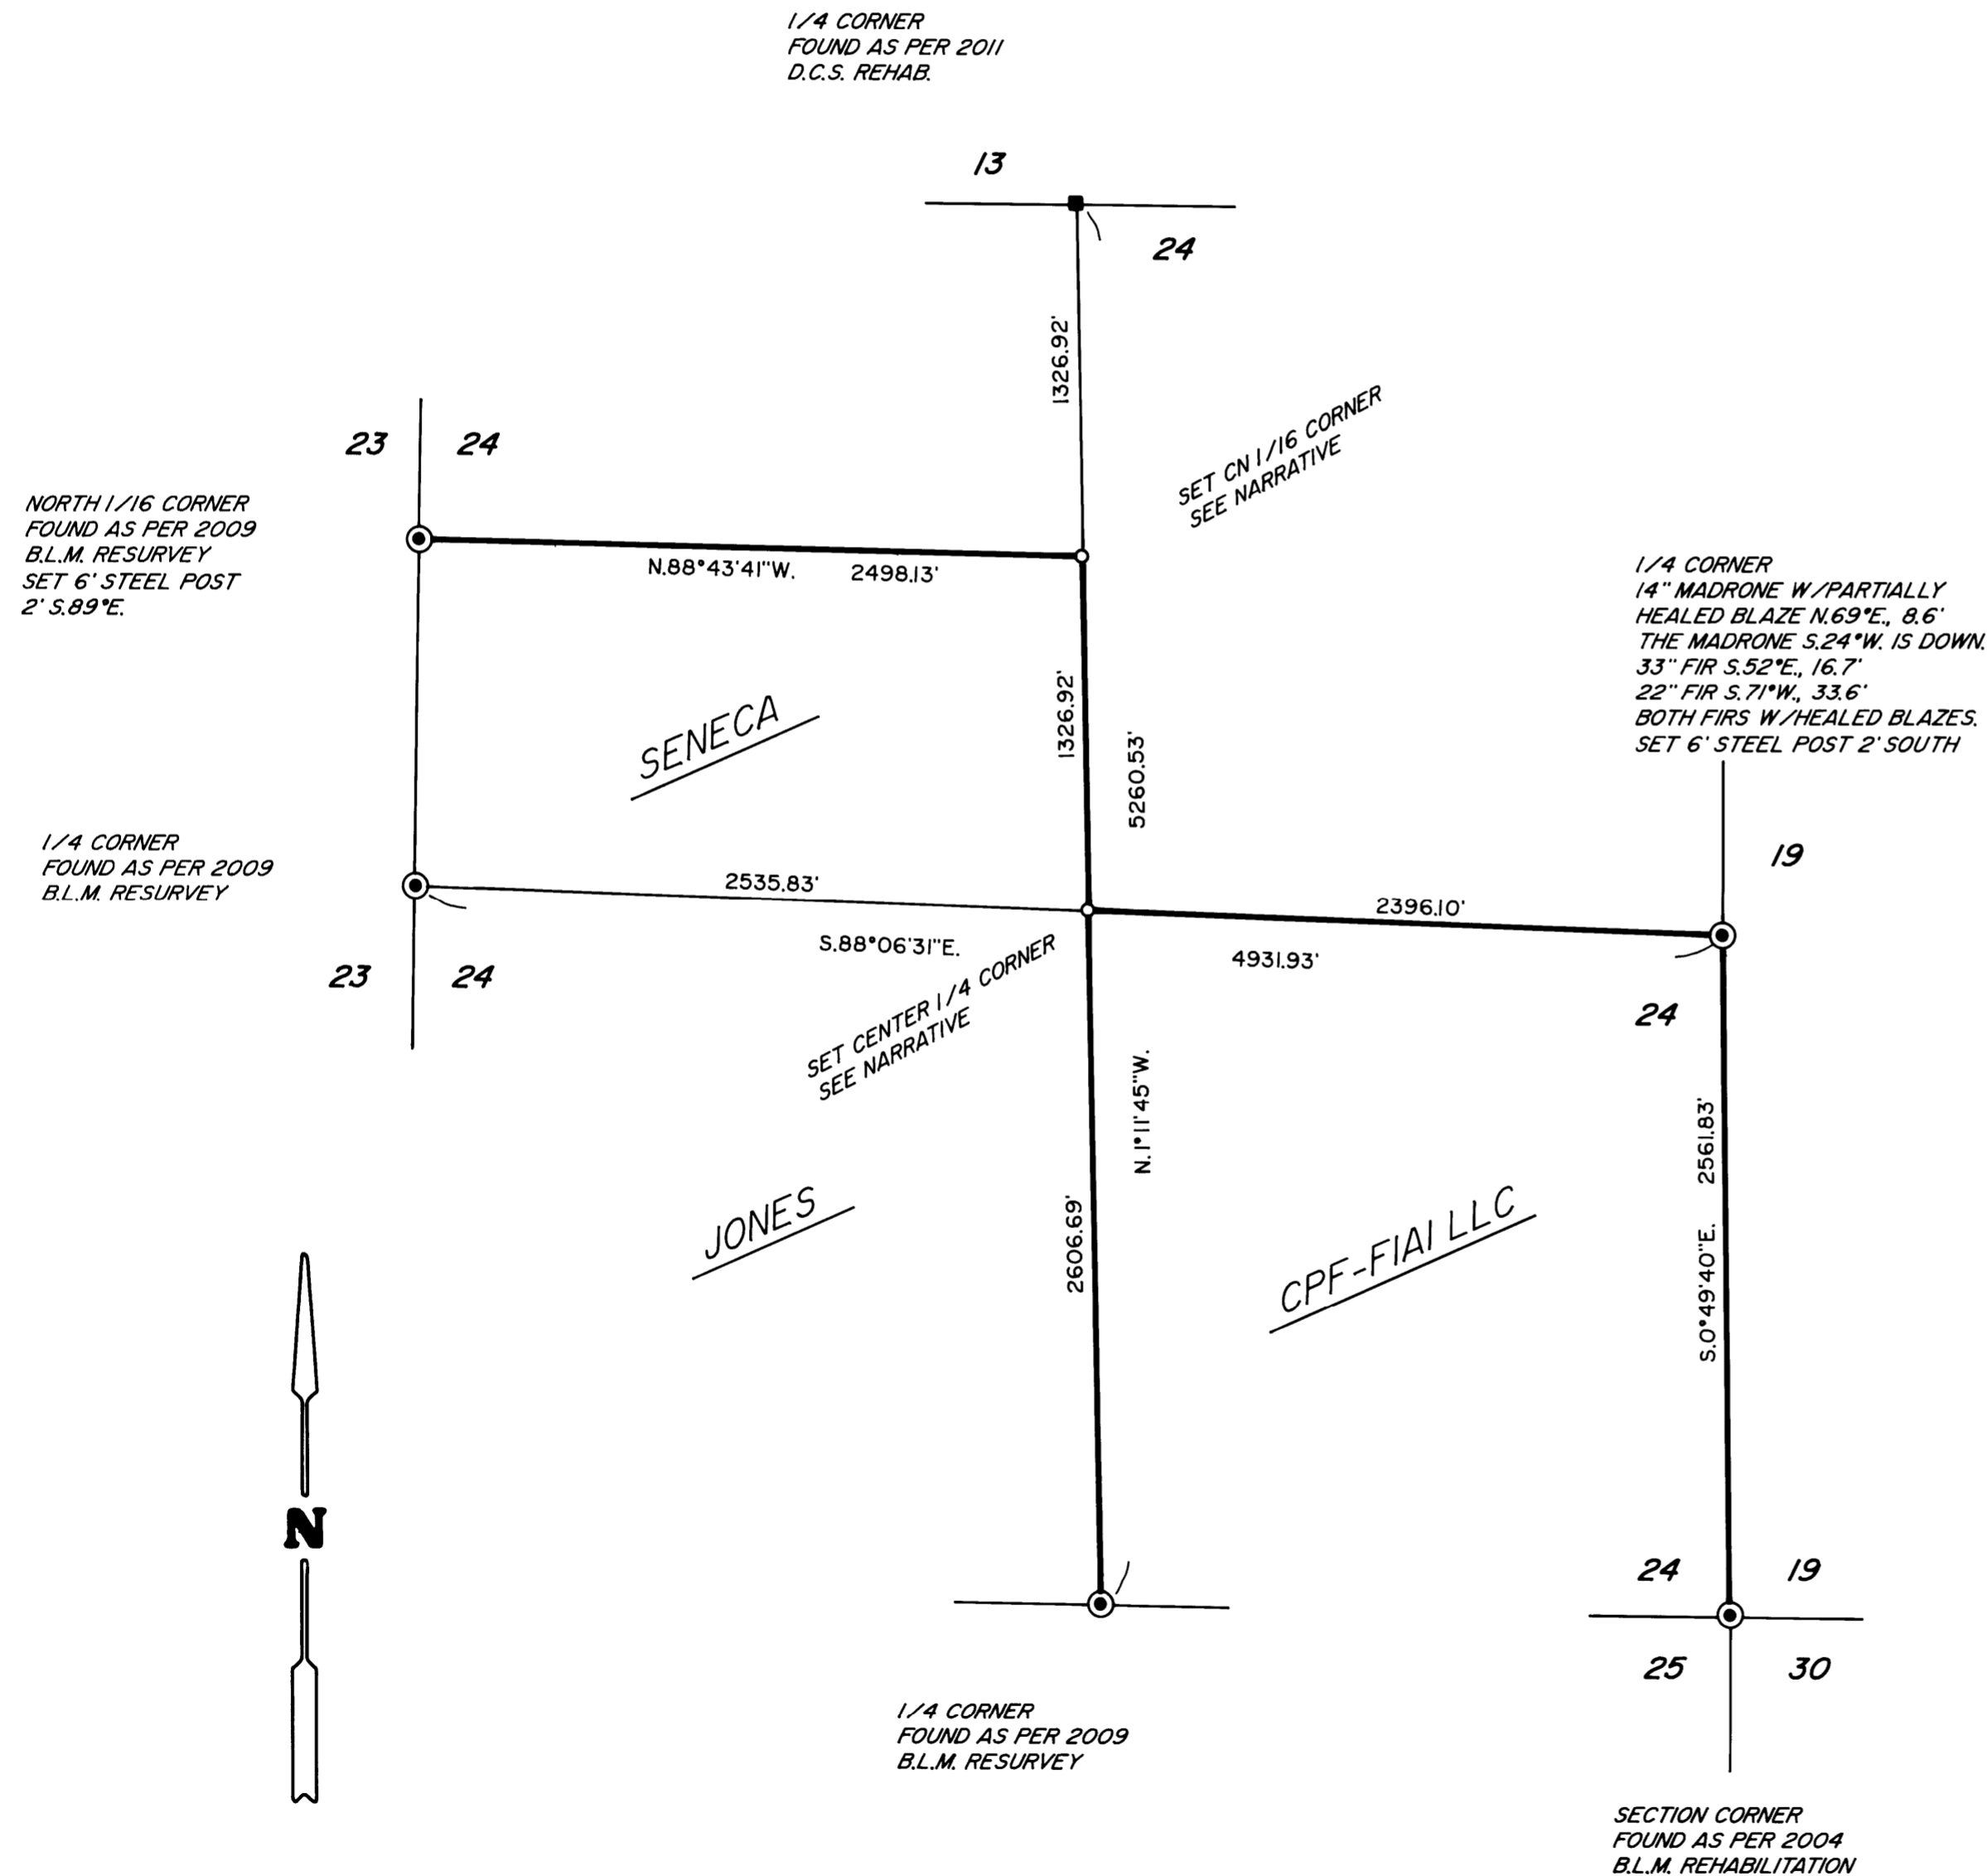 1/4 CORNER
FOUND AS PER 2011
D.C.S. REHAB.
13
24
1326.92'
SET CN 1/16 CORNER
SEE NARRATIVE
23 24
NORTH 1/16 CORNER
FOUND AS PER 2009
B.L.M. RESURVEY
SET 6' STEEL POST
2' S.89°E.
N.88°43'41"W. 2498.13'
1/4 CORNER
14" MADRONE W/PARTIALLY
HEALED BLAZE N.69°E., 8.6'
THE MADRONE S.24°W. IS DOWN.
33" FIR S.52°E., 16.7'
22" FIR S.71°W., 33.6'
BOTH FIRS W/HEALED BLAZES.
SET 6' STEEL POST 2' SOUTH
SENECA
1326.92'
5260.53'
1/4 CORNER
FOUND AS PER 2009
B.L.M. RESURVEY
19
2535.83'
2396.10'
S.88°06'31"E.
4931.93'
23 24
24
SET CENTER 1/4 CORNER
SEE NARRATIVE
N.1°11'45"W.
2606.69'
S.0°49'40"E. 2561.83'
JONES
CPF-FIAI LLC
N
24 19
25 30
1/4 CORNER
FOUND AS PER 2009
B.L.M. RESURVEY
SECTION CORNER
FOUND AS PER 2004
B.L.M. REHABILITATION